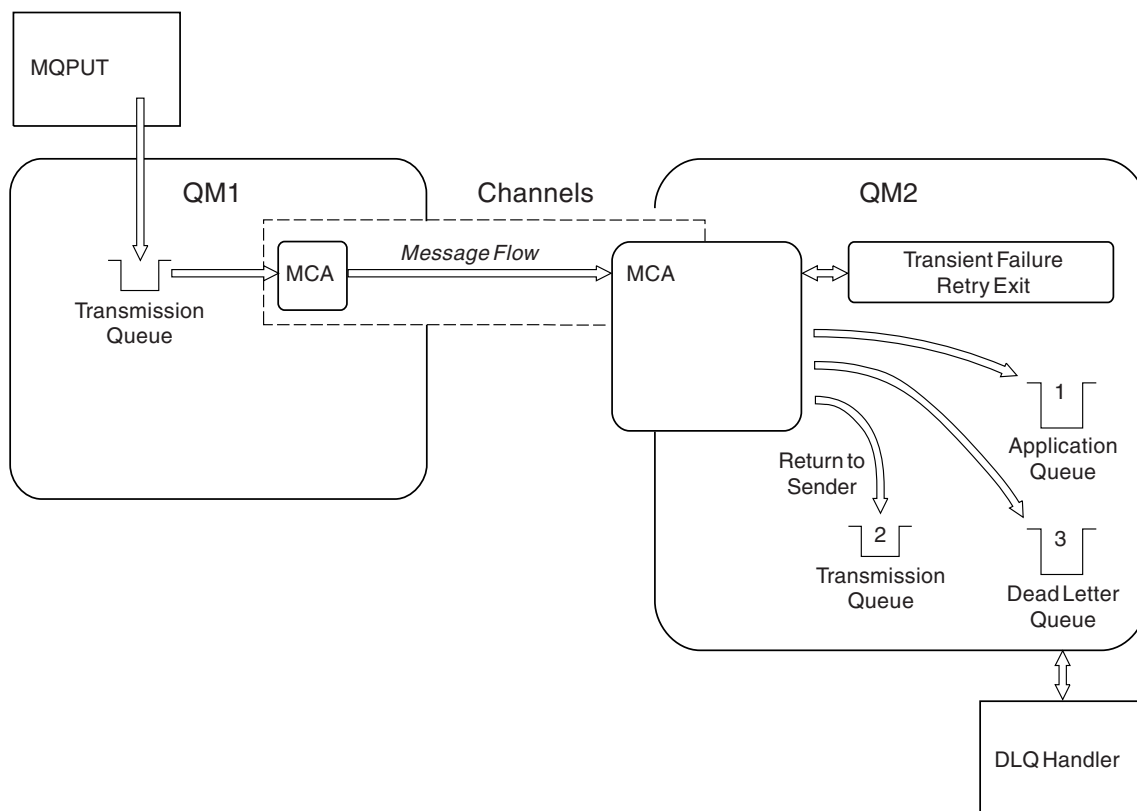 MQPUT
QM1
Channels
QM2
MCA
Message Flow
MCA
Transient Failure
Retry Exit
Transmission
Queue
1
Application
Queue
Return to
Sender
2
Transmission
Queue
3
Dead Letter
Queue
DLQ Handler